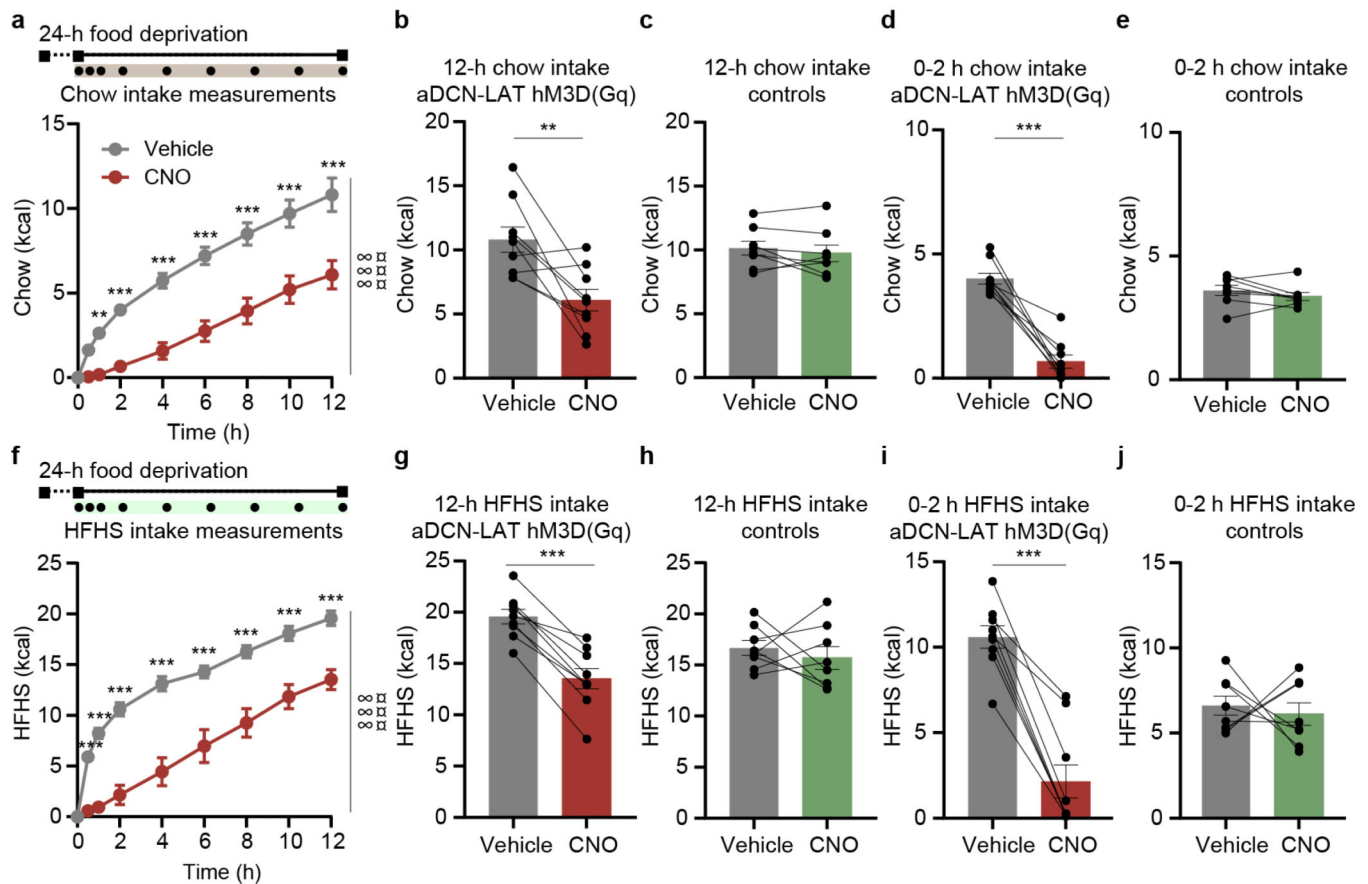 a
24-h food deprivation
Chow intake measurements
15
10
5
0
Chow (kcal)
Vehicle
CNO
**
***
***
***
***
***
***
∞ ¤
∞ ¤
∞ ¤
0 2 4 6 8 10 12
Time (h)
b
12-h chow intake
aDCN-LAT hM3D(Gq)
**
20
15
10
5
0
Chow (kcal)
Vehicle CNO
c
12-h chow intake
controls
20
15
10
5
0
Chow (kcal)
Vehicle CNO
d
0-2 h chow intake
aDCN-LAT hM3D(Gq)
***
10
5
0
Chow (kcal)
Vehicle CNO
e
0-2 h chow intake
controls
10
5
0
Chow (kcal)
Vehicle CNO
f
24-h food deprivation
HFHS intake measurements
25
20
15
10
5
0
HFHS (kcal)
***
***
***
***
***
***
***
***
∞ ¤
∞ ¤
∞ ¤
0 2 4 6 8 10 12
Time (h)
g
12-h HFHS intake
aDCN-LAT hM3D(Gq)
***
25
20
15
10
5
0
HFHS (kcal)
Vehicle CNO
h
12-h HFHS intake
controls
25
20
15
10
5
0
HFHS (kcal)
Vehicle CNO
i
0-2 h HFHS intake
aDCN-LAT hM3D(Gq)
***
15
10
5
0
HFHS (kcal)
Vehicle CNO
j
0-2 h HFHS intake
controls
15
10
5
0
HFHS (kcal)
Vehicle CNO